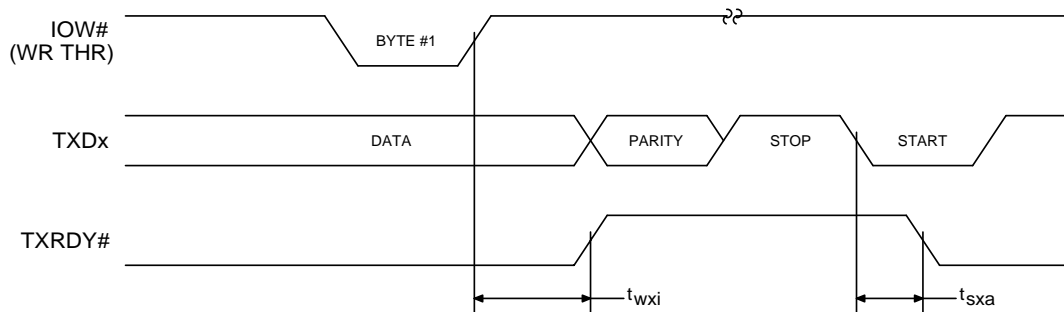 IOW#
(WR THR)
BYTE #1
TXDx
DATA
PARITY
STOP
START
TXRDY#
twxi
tsxa